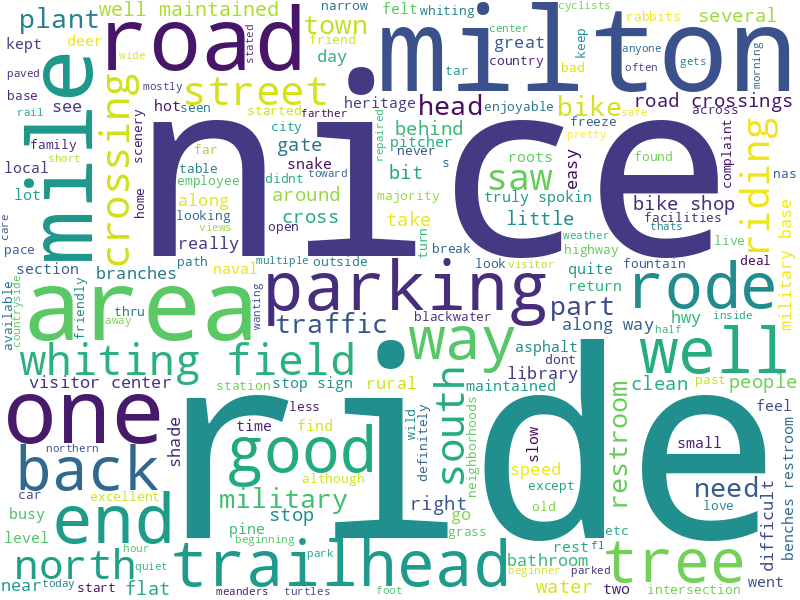 narrow
cyclists
well maintained
plant
road
town
felt
whiting
milton
rabbits
several
stated
friend
center
keep
deer
wide
day
great
country
anyone
often
gets
morning
kept
see
paved
mostly
tar
bad
mile
street
started
farther
base
crossing
hot
seen
heritage
head
enjoyable
bike
road crossings
rail
scenery
city
repaired
behind
freeze
pretty
safe
across
family
short
nice
gate
pitcher
never
s
far
roots
easy
found
complaint
riding
local
table
snake
bit
saw
nas
employee
didnt
toward
majority
truly spokin
bike shop
lot
home
along
around
take
little
facilities
military base
care
looking
views
cross
weather
thats
live
really
open
turn
highway
pace
path
multiple
outside
break
look
visitor
quite
fountain
deal
section
branches
naval
return
available
countryside
friendly
thru
area
wanting
parking
part
rode
away
blackwater
traffic
along way
hwy
inside
whiting field
way
asphalt
half
well
dont
station
stop sign
rural
library
visitor center
maintained
clean
past
people
one
ride
less
time
find
south
neighborhoods
wild
definitely
slow
restroom
feel
shade
small
benches restroom
northern
good
although
back
car
excellent
speed
need
except
love
difficult
military
right
go
old
end
busy
stop
grass
level
pine
beginning
etc
north
hour
quiet
trailhead
park
bathroom
rest
fl
tree
beginner
parked
went
near
today
start
flat
meanders
turtles
foot
water
two
intersection